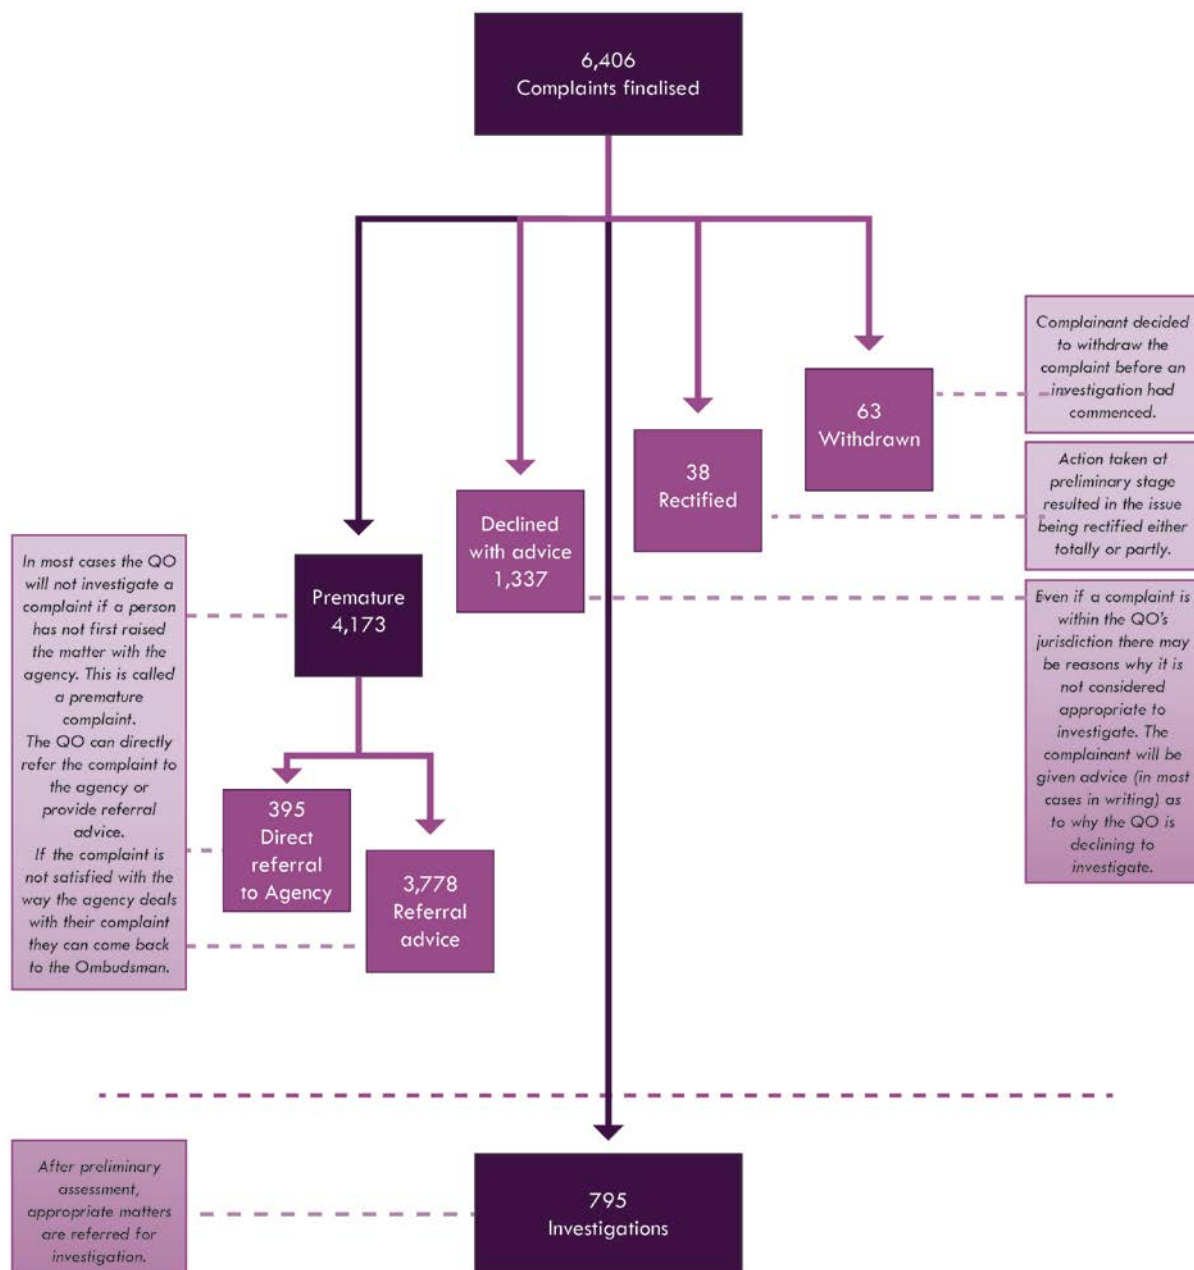 6,406
Complaints finalised
Complainant decided
to withdraw the
complaint before an
investigation had
commenced.
63
Withdrawn
38
Rectified
Action taken at
preliminary stage
resulted in the issue
being rectified either
totally or partly.
Declined
with advice
1,337
In most cases the QO
will not investigate a
complaint if a person
has not first raised
the matter with the
agency. This is called
a premature
complaint.
The QO can directly
refer the complaint to
the agency or
provide referral
advice.
If the complaint is
not satisfied with the
way the agency deals
with their complaint
they can come back
to the Ombudsman.
Premature
4,173
Even if a complaint is
within the QO's
jurisdiction there may
be reasons why it is
not considered
appropriate to
investigate. The
complainant will be
given advice (in most
cases in writing) as
to why the QO is
declining to
investigate.
395
Direct
referral
to Agency
3,778
Referral
advice
After preliminary
assessment,
appropriate matters
are referred for
investigation.
795
Investigations